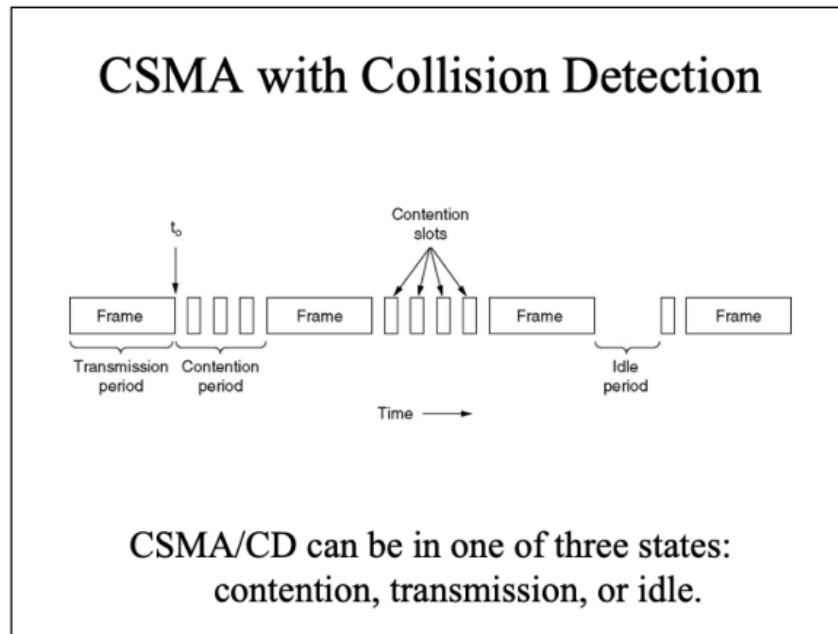 CSMA with Collision Detection
Contention
slots
t₀
Frame
Frame
Frame
Frame
Transmission
period
Contention
period
Idle
period
Time
CSMA/CD can be in one of three states:
contention, transmission, or idle.